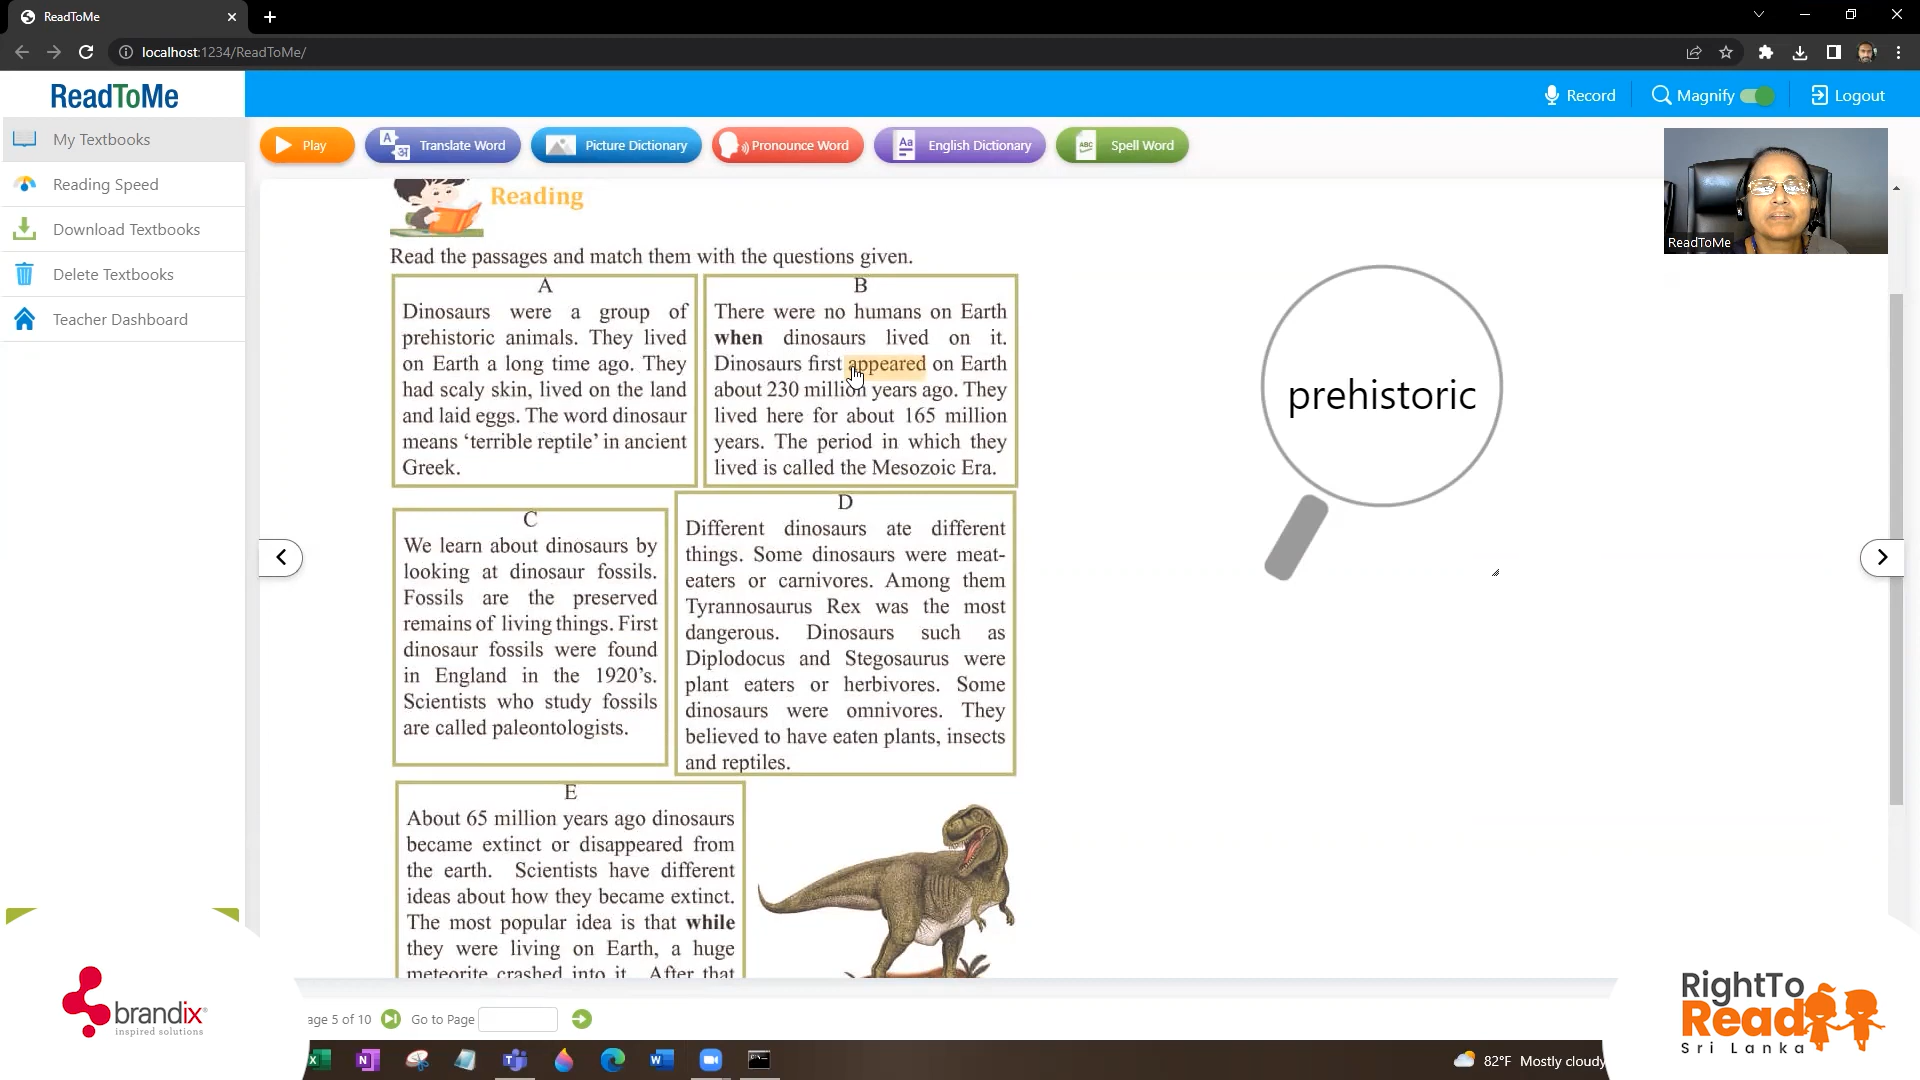 ReadToMe
localhost:1234/ReadToMe/
ReadToMe
Record
Magnify
Logout
My Textbooks
Reading Speed
Download Textbooks
Delete Textbooks
Teacher Dashboard
Play
Translate Word
Picture Dictionary
Pronounce Word
English Dictionary
Spell Word
ReadToMe
Reading
Read the passages and match them with the questions given.
A
Dinosaurs were a group of
prehistoric animals. They lived
on Earth a long time ago. They
had scaly skin, lived on the land
and laid eggs. The word dinosaur
means ‘terrible reptile’ in ancient
Greek.
B
There were no humans on Earth
when dinosaurs lived on it.
Dinosaurs first appeared on Earth
about 230 million years ago. They
lived here for about 165 million
years. The period in which they
lived is called the Mesozoic Era.
prehistoric
C
We learn about dinosaurs by
looking at dinosaur fossils.
Fossils are the preserved
remains of living things. First
dinosaur fossils were found
in England in the 1920’s.
Scientists who study fossils
are called paleontologists.
D
Different dinosaurs ate different
things. Some dinosaurs were meat-
eaters or carnivores. Among them
Tyrannosaurus Rex was the most
dangerous. Dinosaurs such as
Diplodocus and Stegosaurus were
plant eaters or herbivores. Some
dinosaurs were omnivores. They
believed to have eaten plants, insects
and reptiles.
E
About 65 million years ago dinosaurs
became extinct or disappeared from
the earth. Scientists have different
ideas about how they became extinct.
The most popular idea is that while
they were living on Earth, a huge
meteorite crashed into it. After that
age 5 of 10
Go to Page
brandix
inspired solutions
RightTo
Read
Sri Lanka
82°F Mostly cloudy